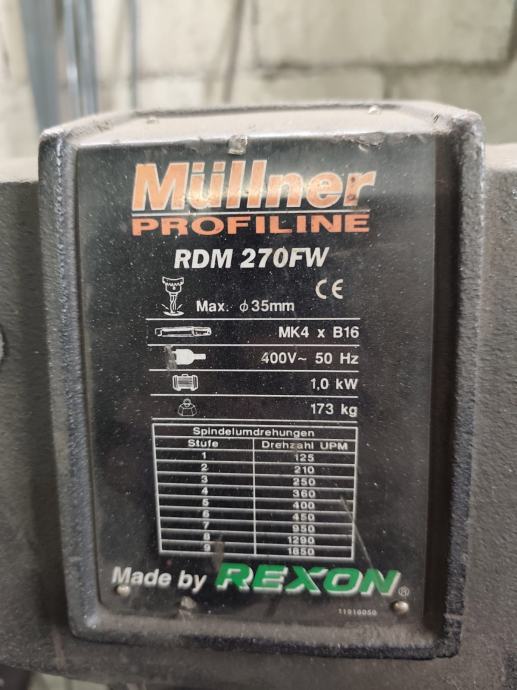 Müllner
PROFILINE
RDM 270FW
CE
Max. ϕ35mm
MK4 x B16
400V~ 50 Hz
1,0 kW
173 kg
Spindelumdrehungen
Stufe Drehzahl UPM
1 125
2 210
3 250
4 360
5 400
6 450
7 950
8 1290
9 1850
Made by REXON®
11910050